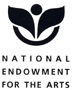 NATIONAL
ENDOWMENT
FOR THE ARTS